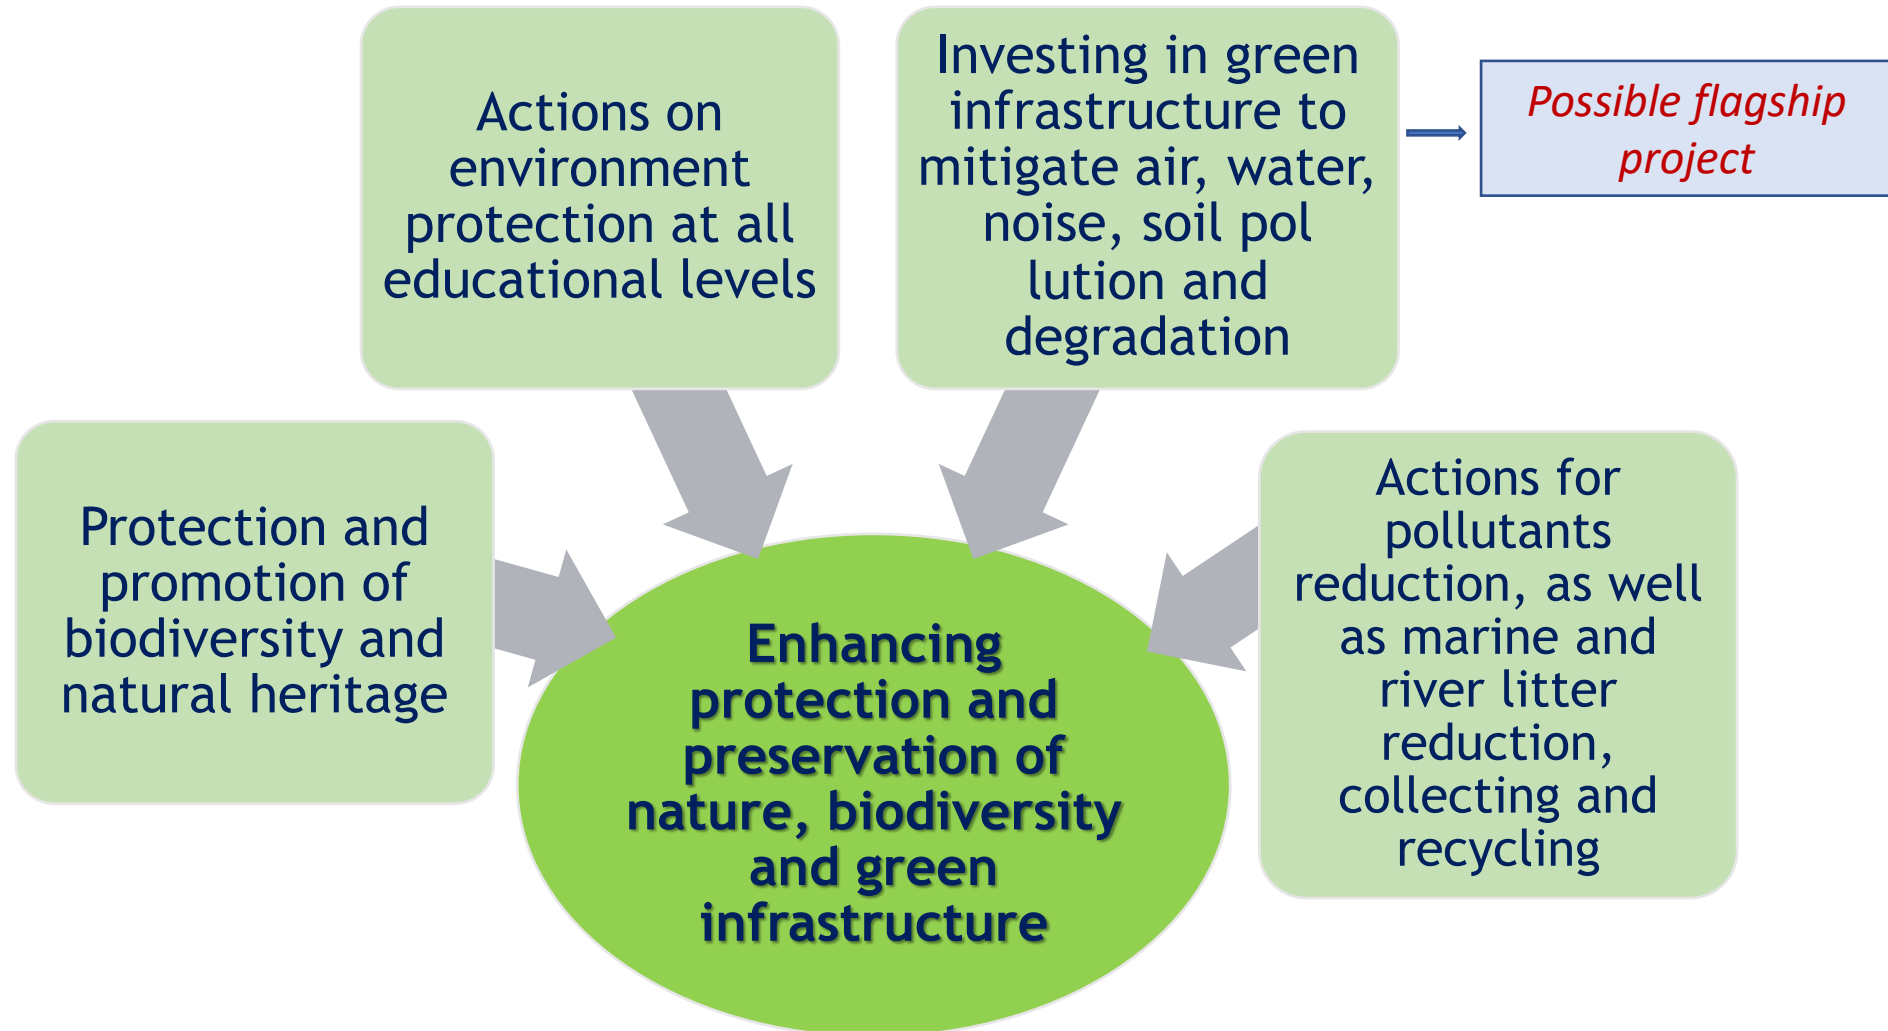 Actions on
environment
protection at all
educational levels
Investing in green
infrastructure to
mitigate air, water,
noise, soil pol
lution and
degradation
Possible flagship
project
Protection and
promotion of
biodiversity and
natural heritage
Enhancing
protection and
preservation of
nature, biodiversity
and green
infrastructure
Actions for
pollutants
reduction, as well
as marine and
river litter
reduction,
collecting and
recycling